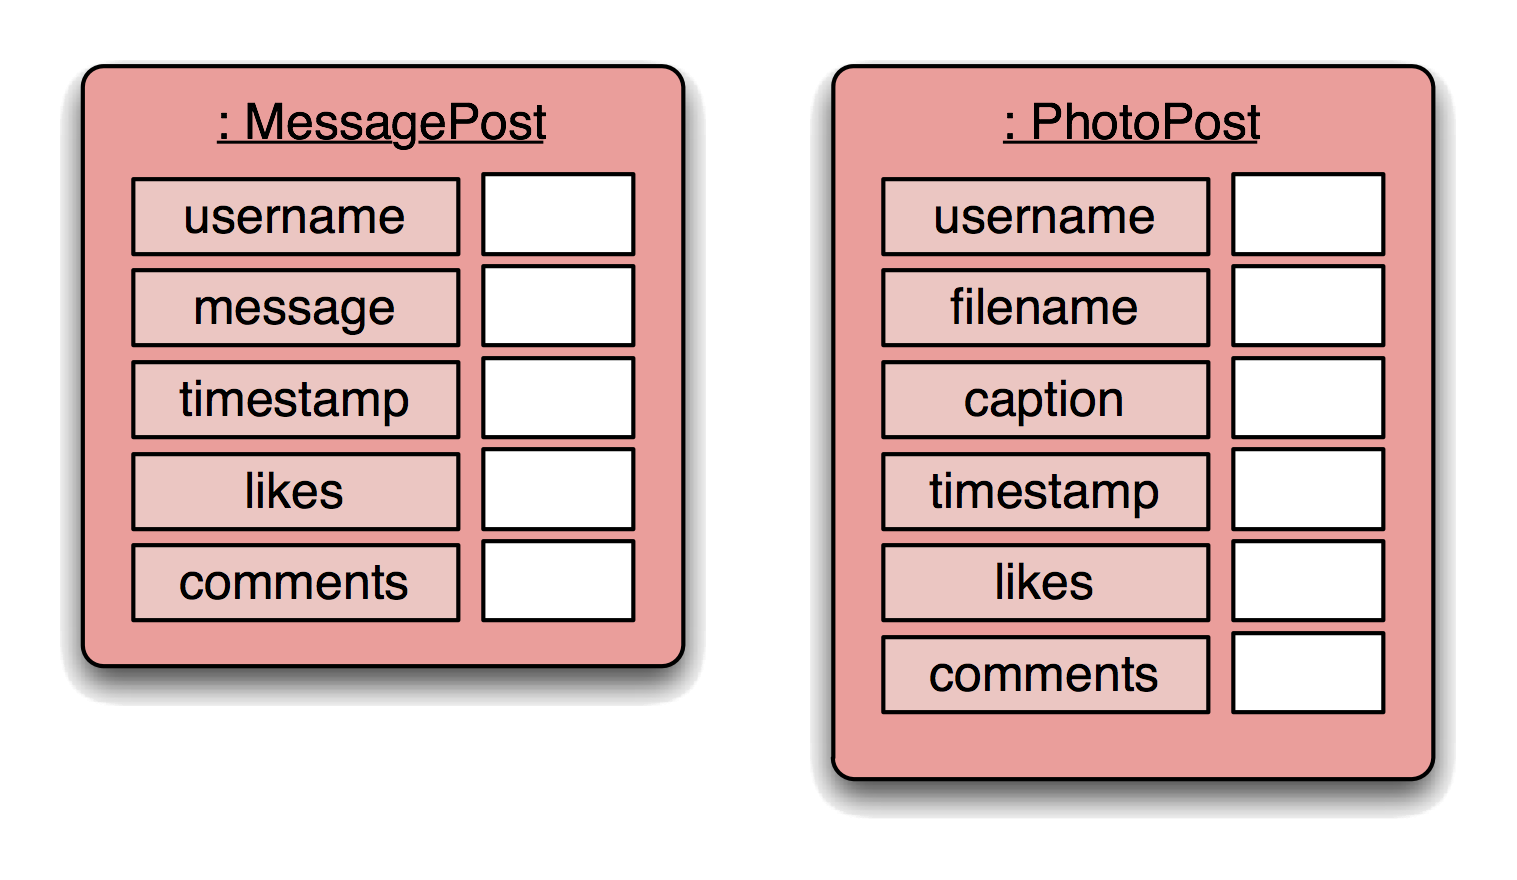 : MessagePost
username
message
timestamp
likes
comments
: PhotoPost
username
filename
caption
timestamp
likes
comments